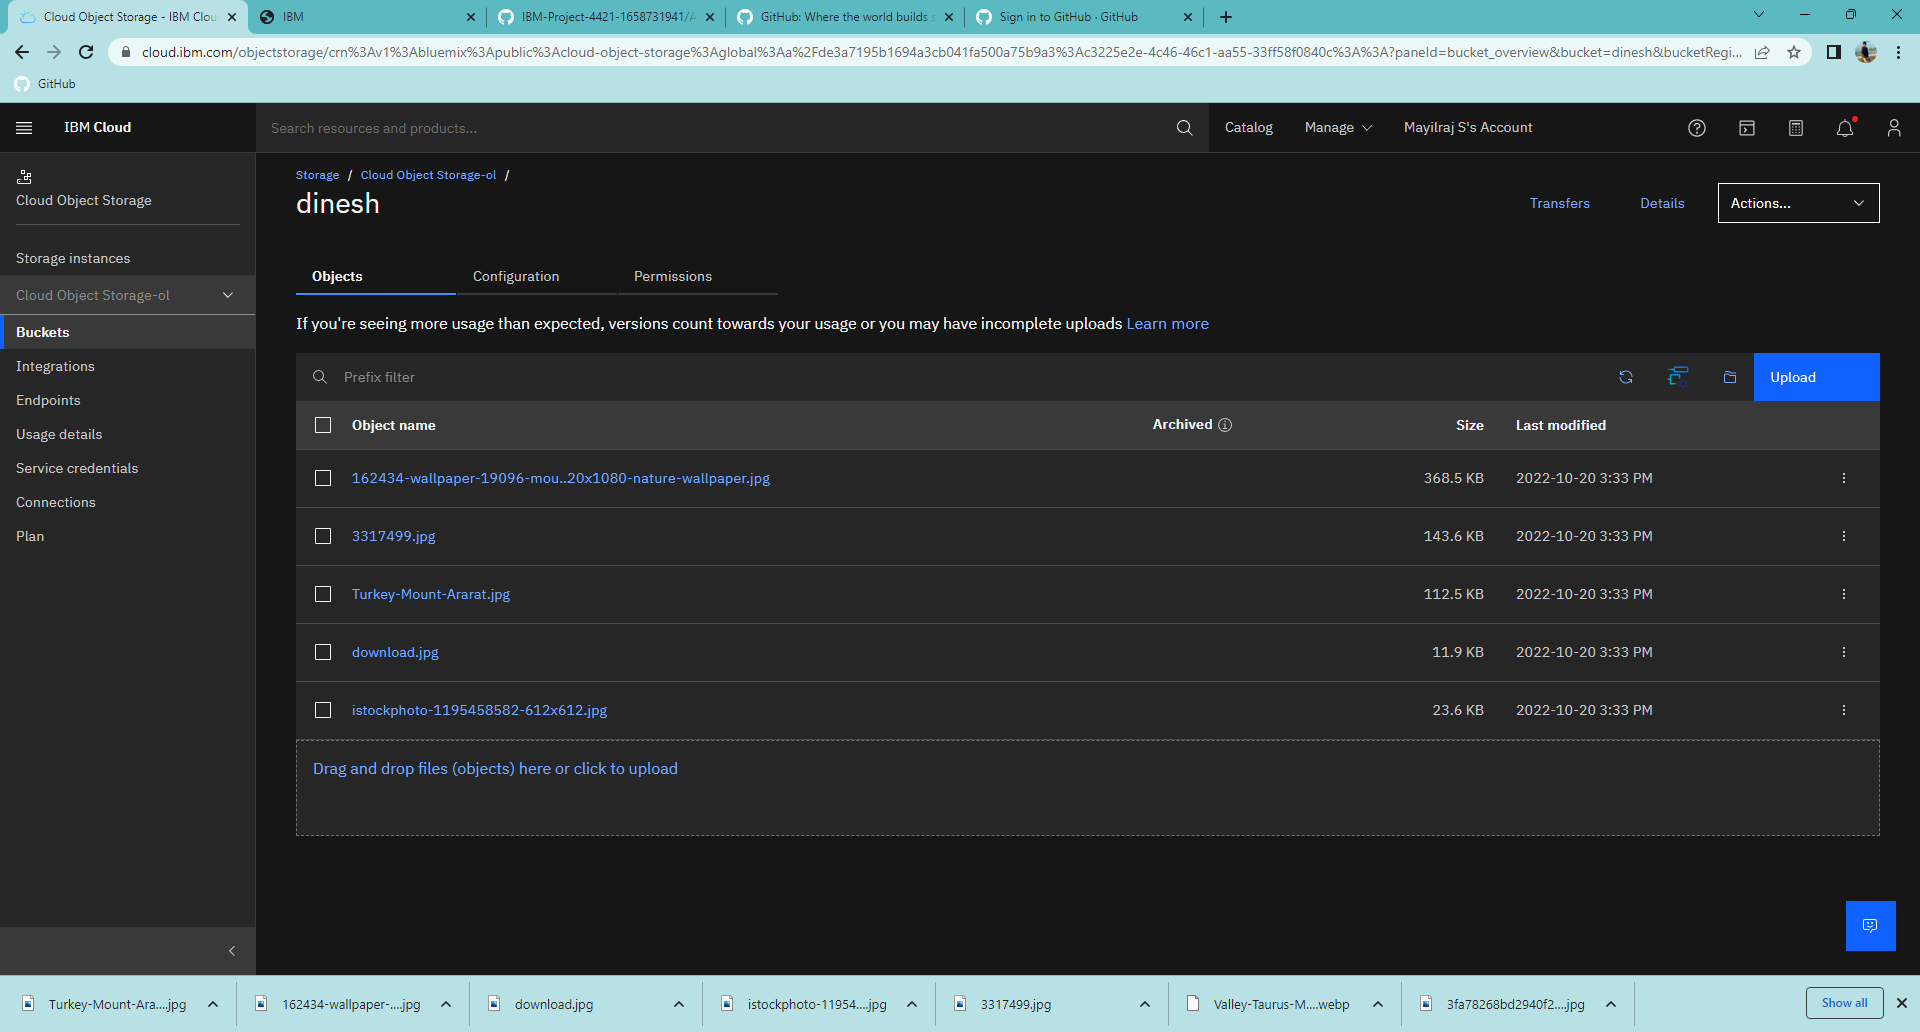 Cloud Object Storage - IBM Clou
IBM
IBM-Project-4421-1658731941/A
GitHub: Where the world builds s
Sign in to GitHub · GitHub
cloud.ibm.com/objectstorage/crn%3Av1%3Abluemix%3Apublic%3Acloud-object-storage%3Aglobal%3Aa%2Fde3a7195b1694a3cb041fa500a75b9a3%3Ac3225e2e-4c46-46c1-aa55-33ff58f0840c%3A%3A?paneId=bucket_overview&bucket=dinesh&bucketRegi...
GitHub
IBM Cloud
Search resources and products...
Catalog
Manage
Mayilraj S's Account
Cloud Object Storage
Storage instances
Cloud Object Storage-ol
Buckets
Integrations
Endpoints
Usage details
Service credentials
Connections
Plan
Storage / Cloud Object Storage-ol /
dinesh
Transfers
Details
Actions...
Objects
Configuration
Permissions
If you're seeing more usage than expected, versions count towards your usage or you may have incomplete uploads Learn more
Prefix filter
Upload
Object name Archived Size Last modified
162434-wallpaper-19096-mou..20x1080-nature-wallpaper.jpg 368.5 KB 2022-10-20 3:33 PM
3317499.jpg 143.6 KB 2022-10-20 3:33 PM
Turkey-Mount-Ararat.jpg 112.5 KB 2022-10-20 3:33 PM
download.jpg 11.9 KB 2022-10-20 3:33 PM
istockphoto-1195458582-612x612.jpg 23.6 KB 2022-10-20 3:33 PM
Drag and drop files (objects) here or click to upload
Turkey-Mount-Ara....jpg
162434-wallpaper-....jpg
download.jpg
istockphoto-11954....jpg
3317499.jpg
Valley-Taurus-M....webp
3fa78268bd2940f2....jpg
Show all